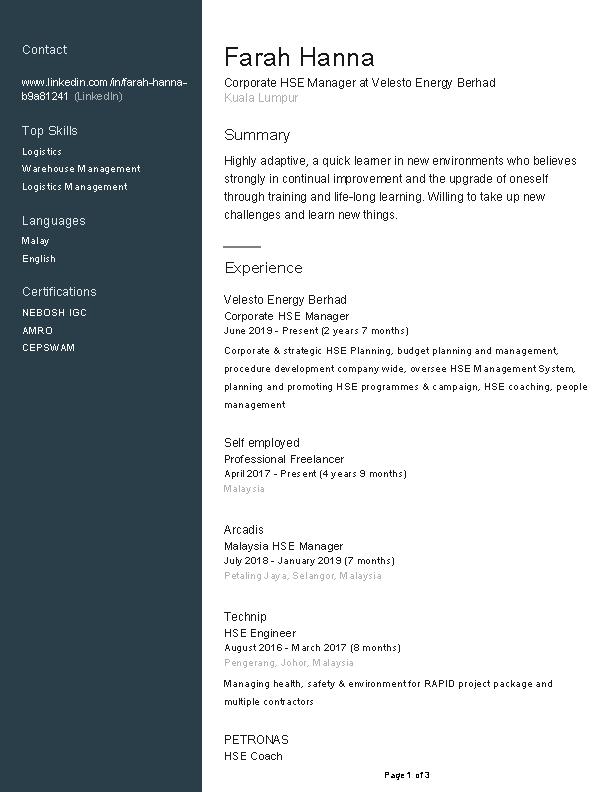 Contact
www.linkedin.com/in/farah-hanna-
b9a81241 (LinkedIn)
Top Skills
Logistics
Warehouse Management
Logistics Management
Languages
Malay
English
Certifications
NEBOSH IGC
AMRO
CEPSWAM
Farah Hanna
Corporate HSE Manager at Velesto Energy Berhad
Kuala Lumpur
Summary
Highly adaptive, a quick learner in new environments who believes
strongly in continual improvement and the upgrade of oneself
through training and life-long learning. Willing to take up new
challenges and learn new things.
Experience
Velesto Energy Berhad
Corporate HSE Manager
June 2019 - Present (2 years 7 months)
Corporate & strategic HSE Planning, budget planning and management,
procedure development company wide, oversee HSE Management System,
planning and promoting HSE programmes & campaign, HSE coaching, people
management
Self employed
Professional Freelancer
April 2017 - Present (4 years 9 months)
Malaysia
Arcadis
Malaysia HSE Manager
July 2018 - January 2019 (7 months)
Petaling Jaya, Selangor, Malaysia
Technip
HSE Engineer
August 2016 - March 2017 (8 months)
Pengerang, Johor, Malaysia
Managing health, safety & environment for RAPID project package and
multiple contractors
PETRONAS
HSE Coach
Page 1 of 3